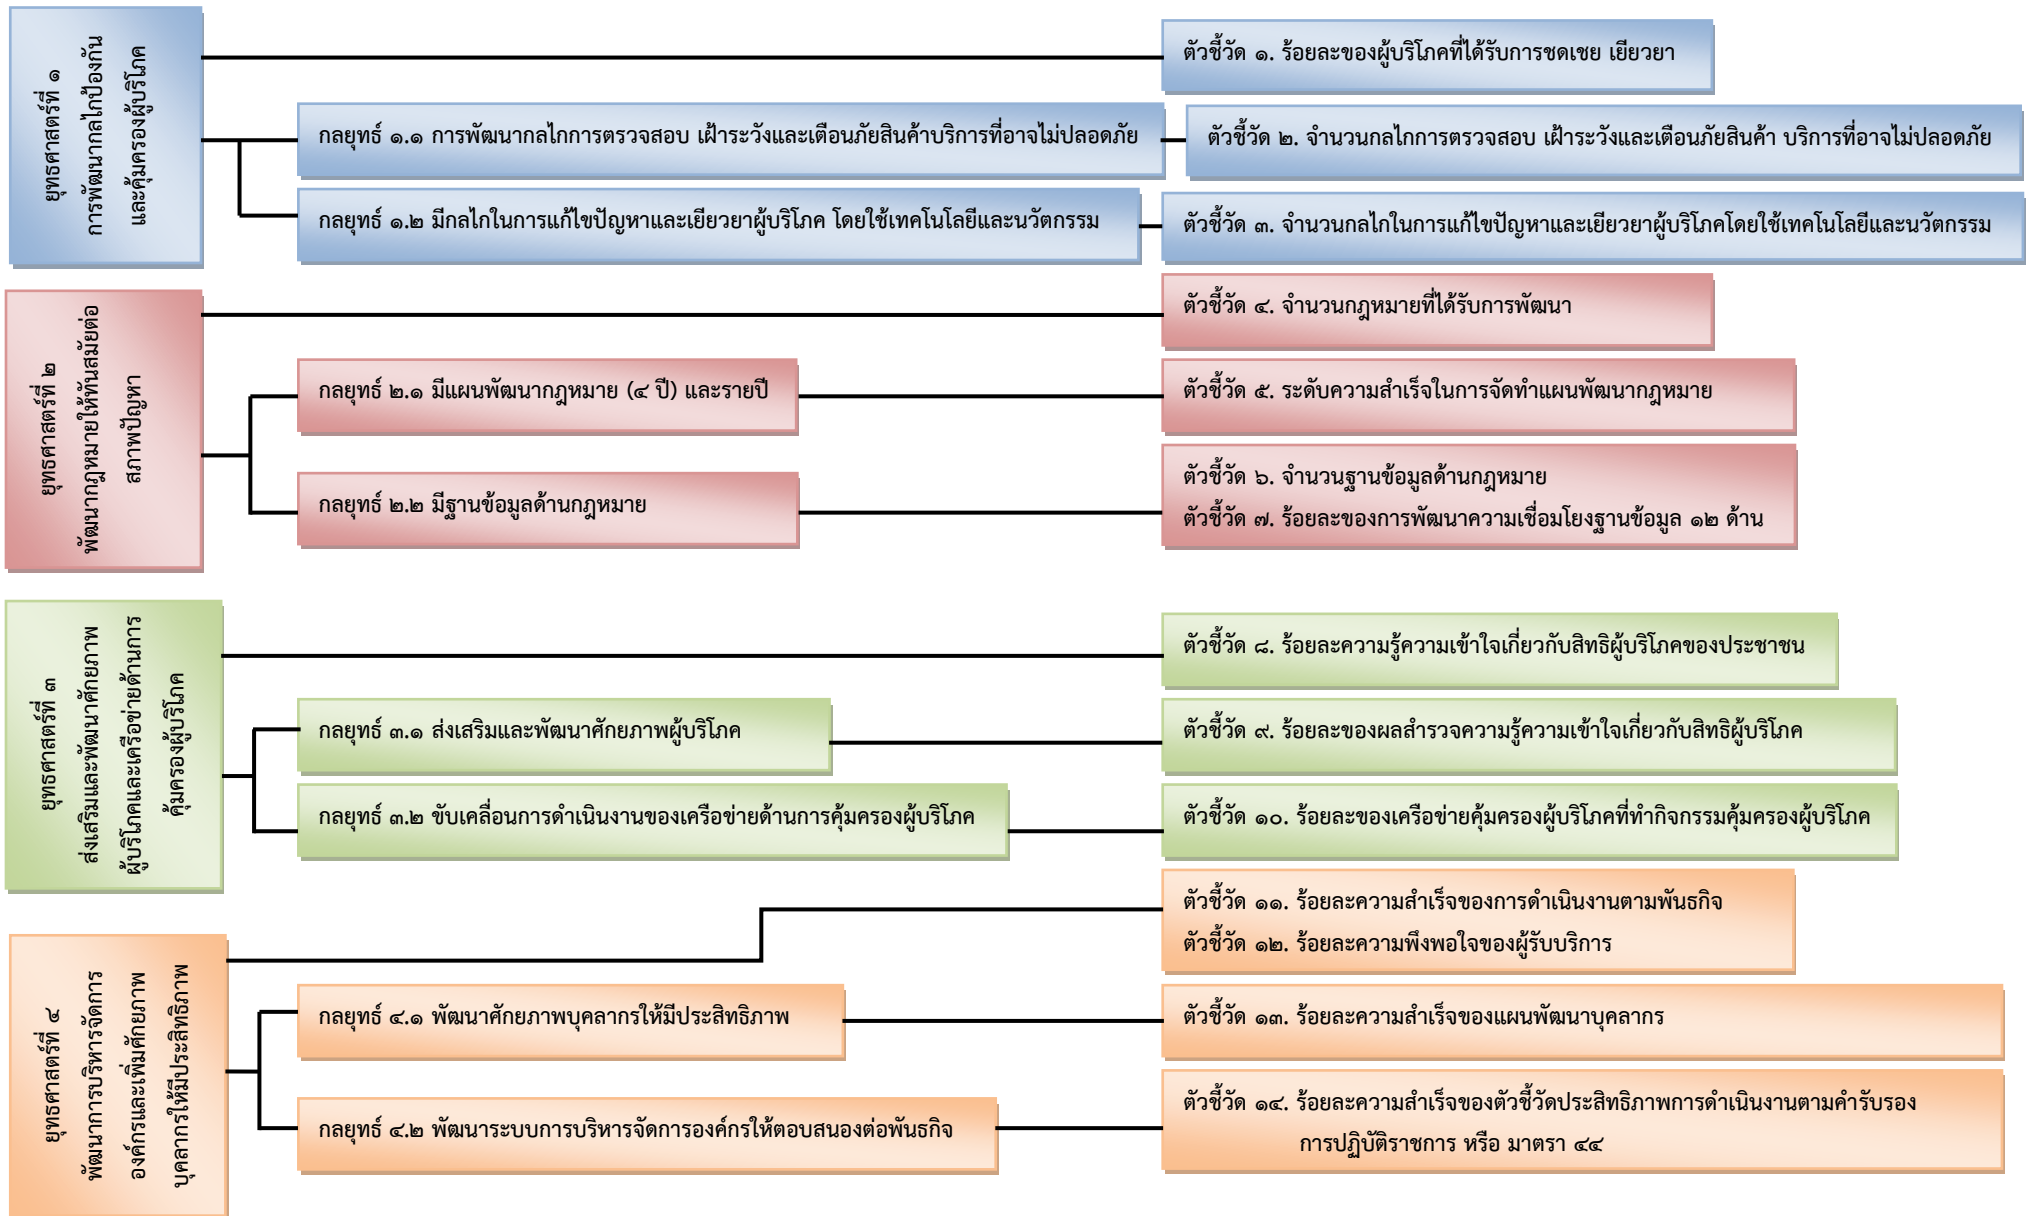 ยุทธศาสตร์ที่ ๑
การพัฒนากลไกป้องกัน
และคุ้มครองผู้บริโภค
ตัวชี้วัด ๑. ร้อยละของผู้บริโภคที่ได้รับการชดเชย เยียวยา
กลยุทธ์ ๑.๑ การพัฒนากลไกการตรวจสอบ เฝ้าระวังและเตือนภัยสินค้าบริการที่อาจไม่ปลอดภัย
ตัวชี้วัด ๒. จำนวนกลไกการตรวจสอบ เฝ้าระวังและเตือนภัยสินค้า บริการที่อาจไม่ปลอดภัย
กลยุทธ์ ๑.๒ มีกลไกในการแก้ไขปัญหาและเยียวยาผู้บริโภค โดยใช้เทคโนโลยีและนวัตกรรม
ตัวชี้วัด ๓. จำนวนกลไกในการแก้ไขปัญหาและเยียวยาผู้บริโภคโดยใช้เทคโนโลยีและนวัตกรรม
ยุทธศาสตร์ที่ ๒
พัฒนากฎหมายให้ทันสมัยต่อ
สภาพปัญหา
ตัวชี้วัด ๔. จำนวนกฎหมายที่ได้รับการพัฒนา
กลยุทธ์ ๒.๑ มีแผนพัฒนากฎหมาย (๔ ปี) และรายปี
ตัวชี้วัด ๕. ระดับความสำเร็จในการจัดทำแผนพัฒนากฎหมาย
กลยุทธ์ ๒.๒ มีฐานข้อมูลด้านกฎหมาย
ตัวชี้วัด ๖. จำนวนฐานข้อมูลด้านกฎหมาย
ตัวชี้วัด ๗. ร้อยละของการพัฒนาความเชื่อมโยงฐานข้อมูล ๑๒ ด้าน
ยุทธศาสตร์ที่ ๓
ส่งเสริมและพัฒนาศักยภาพ
ผู้บริโภคและเครือข่ายด้านการ
คุ้มครองผู้บริโภค
ตัวชี้วัด ๘. ร้อยละความรู้ความเข้าใจเกี่ยวกับสิทธิผู้บริโภคของประชาชน
กลยุทธ์ ๓.๑ ส่งเสริมและพัฒนาศักยภาพผู้บริโภค
ตัวชี้วัด ๙. ร้อยละของผลสำรวจความรู้ความเข้าใจเกี่ยวกับสิทธิผู้บริโภค
กลยุทธ์ ๓.๒ ขับเคลื่อนการดำเนินงานของเครือข่ายด้านการคุ้มครองผู้บริโภค
ตัวชี้วัด ๑๐. ร้อยละของเครือข่ายคุ้มครองผู้บริโภคที่ทำกิจกรรมคุ้มครองผู้บริโภค
ยุทธศาสตร์ที่ ๔
พัฒนาการบริหารจัดการ
องค์กรและเพิ่มศักยภาพ
บุคลากรให้มีประสิทธิภาพ
ตัวชี้วัด ๑๑. ร้อยละความสำเร็จของการดำเนินงานตามพันธกิจ
ตัวชี้วัด ๑๒. ร้อยละความพึงพอใจของผู้รับบริการ
กลยุทธ์ ๔.๑ พัฒนาศักยภาพบุคลากรให้มีประสิทธิภาพ
ตัวชี้วัด ๑๓. ร้อยละความสำเร็จของแผนพัฒนาบุคลากร
กลยุทธ์ ๔.๒ พัฒนาระบบการบริหารจัดการองค์กรให้ตอบสนองต่อพันธกิจ
ตัวชี้วัด ๑๔. ร้อยละความสำเร็จของตัวชี้วัดประสิทธิภาพการดำเนินงานตามคำรับรอง
การปฏิบัติราชการ หรือ มาตรา ๔๔